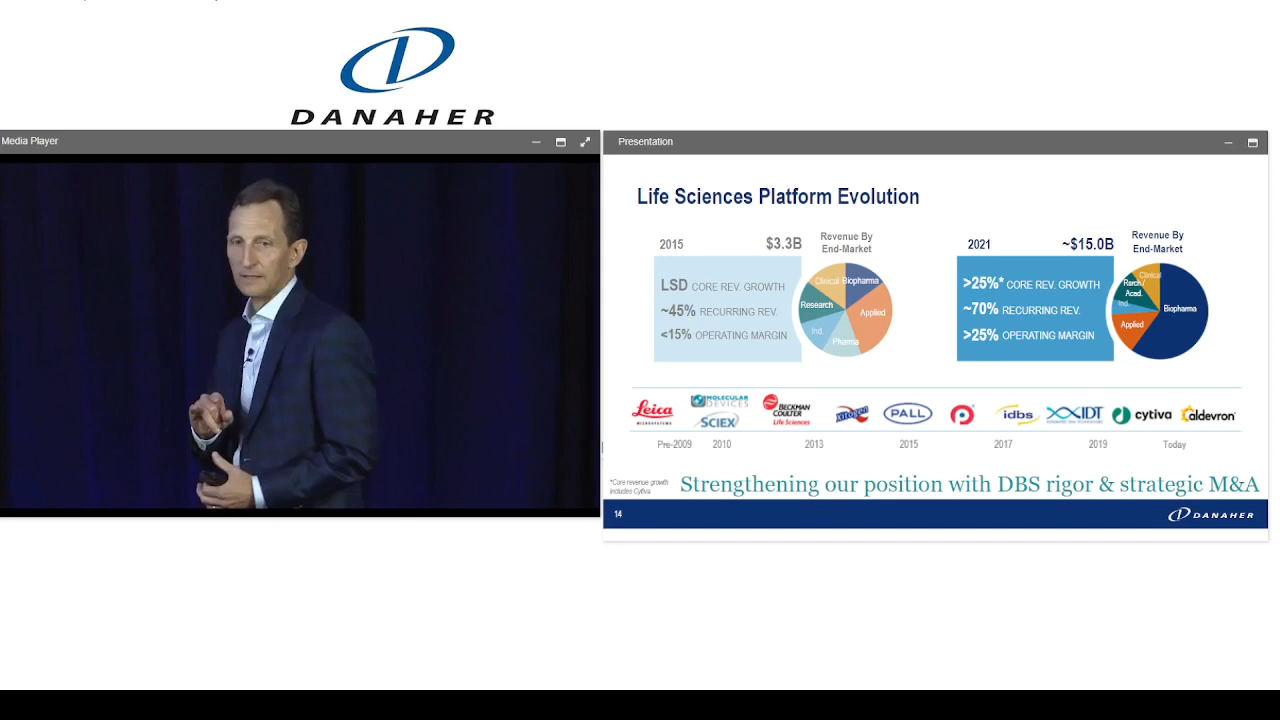 DANAHER
Media Player
Presentation
Life Sciences Platform Evolution
2015
$3.3B
Revenue By
End-Market
LSD CORE REV. GROWTH
~45% RECURRING REV.
<15% OPERATING MARGIN
Clinical
Biopharma
Research
Applied
Ind.
Pharma
2021
~$15.0B
Revenue By
End-Market
>25%* CORE REV. GROWTH
~70% RECURRING REV.
>25% OPERATING MARGIN
Clinical
Rsrch./
Acad.
Ind.
Biopharma
Applied
Leica
MICROSYSTEMS
MOLECULAR
DEVICES
SCIEX
BECKMAN
COULTER
Life Sciences
PALL
idbs
IDT
INTEGRATED DNA TECHNOLOGIES
cytiva
aldevron
Pre-2009
2010
2013
2015
2017
2019
Today
*Core revenue growth
includes Cytiva
Strengthening our position with DBS rigor & strategic M&A
14
DANAHER